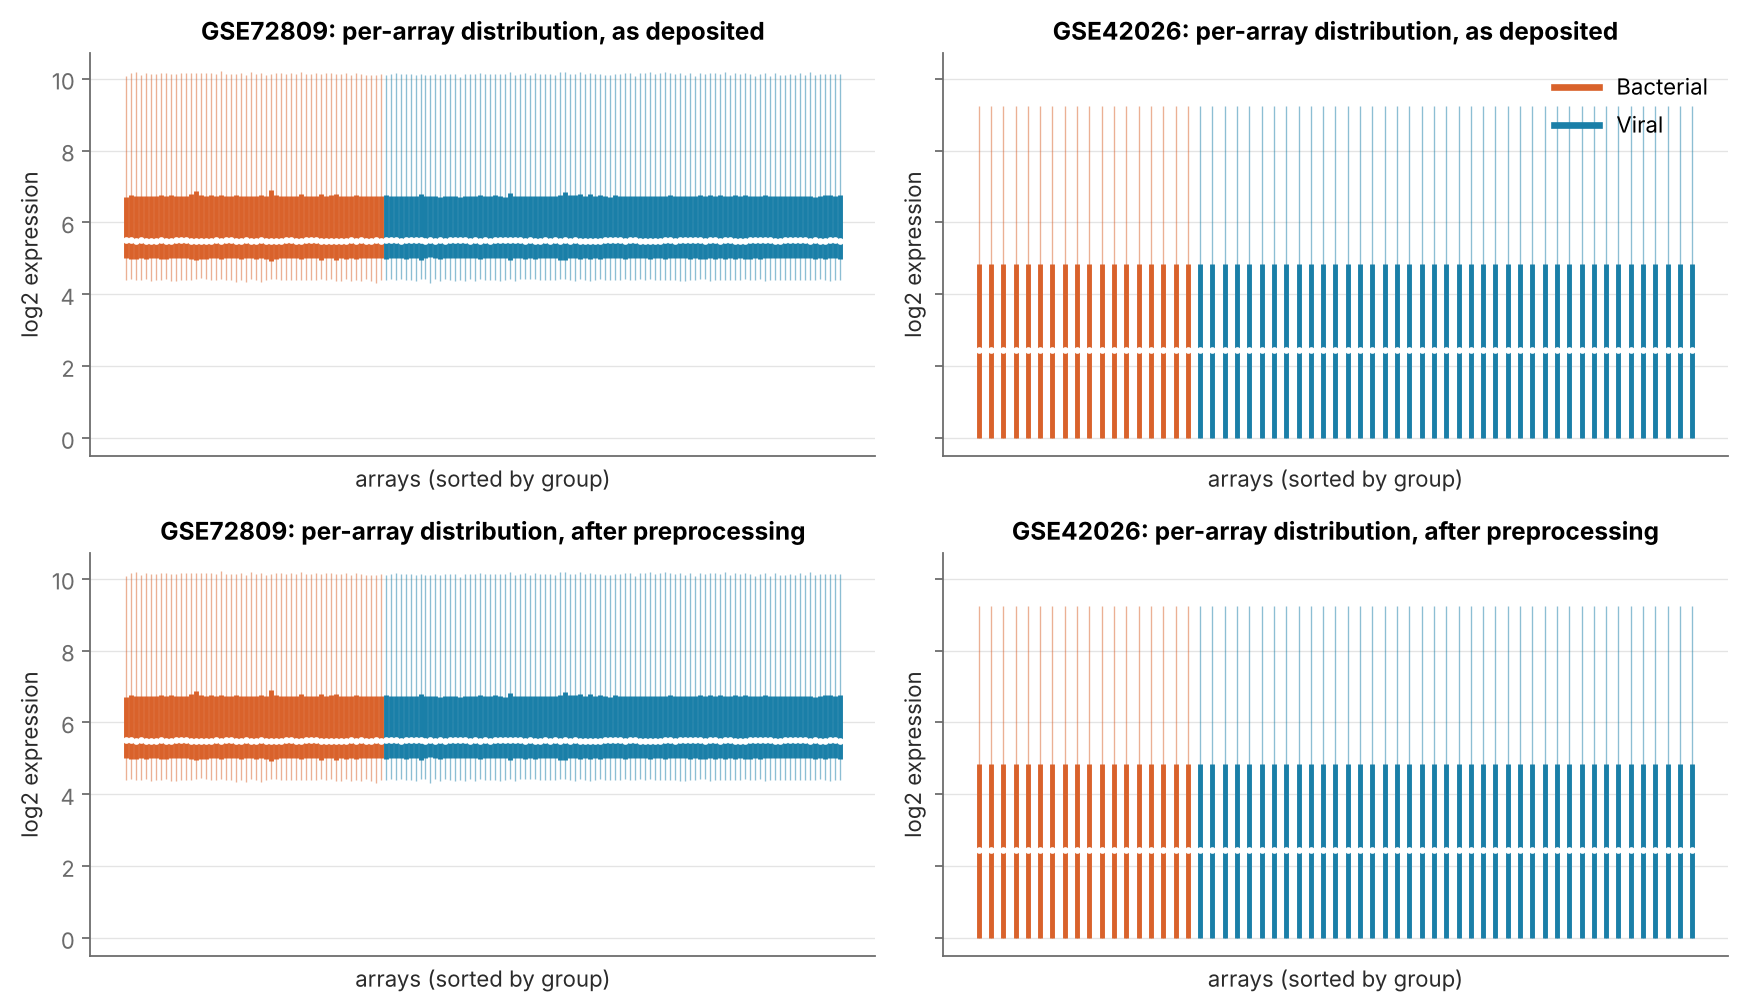 GSE72809: per-array distribution, as deposited
10
8
6
4
2
0
log2 expression
arrays (sorted by group)
GSE42026: per-array distribution, as deposited
Bacterial
Viral
log2 expression
arrays (sorted by group)
GSE72809: per-array distribution, after preprocessing
10
8
6
4
2
0
log2 expression
arrays (sorted by group)
GSE42026: per-array distribution, after preprocessing
log2 expression
arrays (sorted by group)